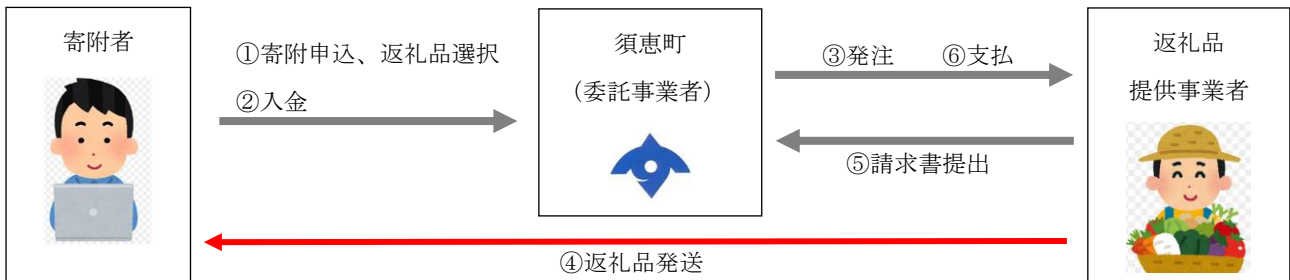 寄附者
①寄附申込、返礼品選択
②入金
須恵町
（委託事業者）
③発注　⑥支払
⑤請求書提出
返礼品
提供事業者
④返礼品発送